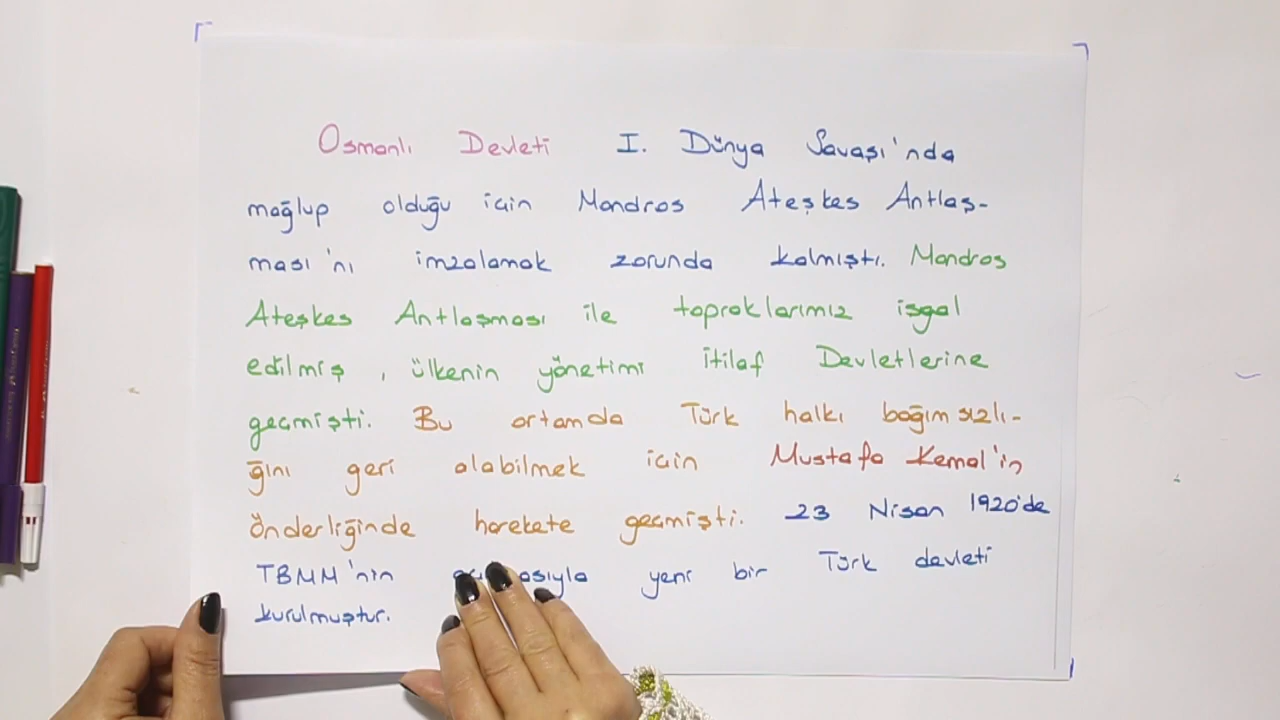 Osmanlı Devleti I. Dünya Savaşı'nda
mağlup olduğu için Mondros Ateşkes Antlaş-
ması'nı imzalamak zorunda kalmıştı. Mondros
Ateşkes Antlaşması ile topraklarımız işgal
edilmiş, ülkenin yönetimi İtilaf Devletlerine
geçmişti. Bu ortamda Türk halkı bağımsızlı-
ğını geri alabilmek için Mustafa Kemal'in
önderliğinde harekete geçmişti. 23 Nisan 1920'de
TBMM'nin yeni bir Türk devleti
kurulmuştur.